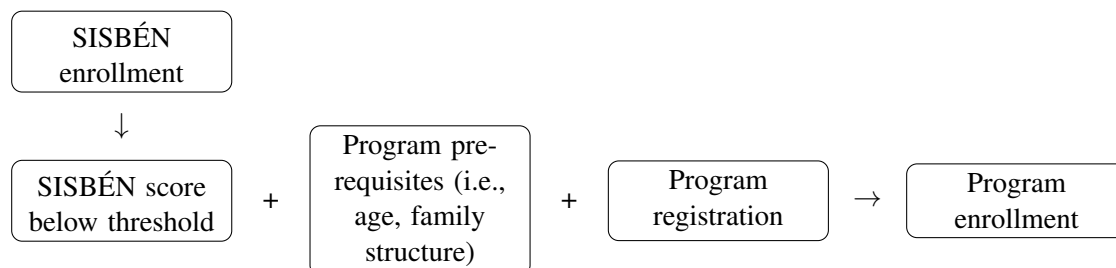 SISBÉN
enrollment
↓
SISBÉN score
below threshold
+
Program pre-
requisites (i.e.,
age, family
structure)
+
Program
registration
→
Program
enrollment